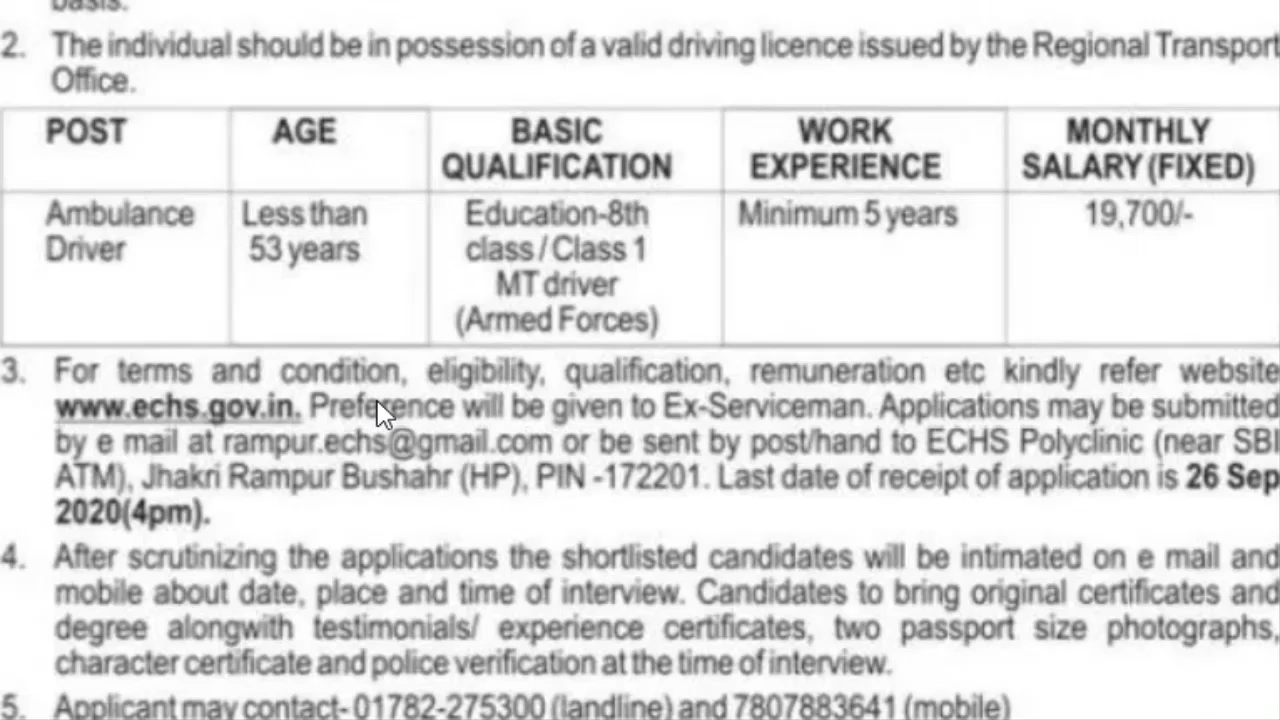 basis.
2. The individual should be in possession of a valid driving licence issued by the Regional Transport
Office.
POST AGE BASIC QUALIFICATION WORK EXPERIENCE MONTHLY SALARY (FIXED)
Ambulance Driver Less than 53 years Education-8th class / Class 1 MT driver (Armed Forces) Minimum 5 years 19,700/-
3. For terms and condition, eligibility, qualification, remuneration etc kindly refer website
www.echs.gov.in. Preference will be given to Ex-Serviceman. Applications may be submitted
by e mail at rampur.echs@gmail.com or be sent by post/hand to ECHS Polyclinic (near SBI
ATM), Jhakri Rampur Bushahr (HP), PIN -172201. Last date of receipt of application is 26 Sep
2020(4pm).
4. After scrutinizing the applications the shortlisted candidates will be intimated on e mail and
mobile about date, place and time of interview. Candidates to bring original certificates and
degree alongwith testimonials/ experience certificates, two passport size photographs,
character certificate and police verification at the time of interview.
5. Applicant may contact- 01782-275300 (landline) and 7807883641 (mobile)